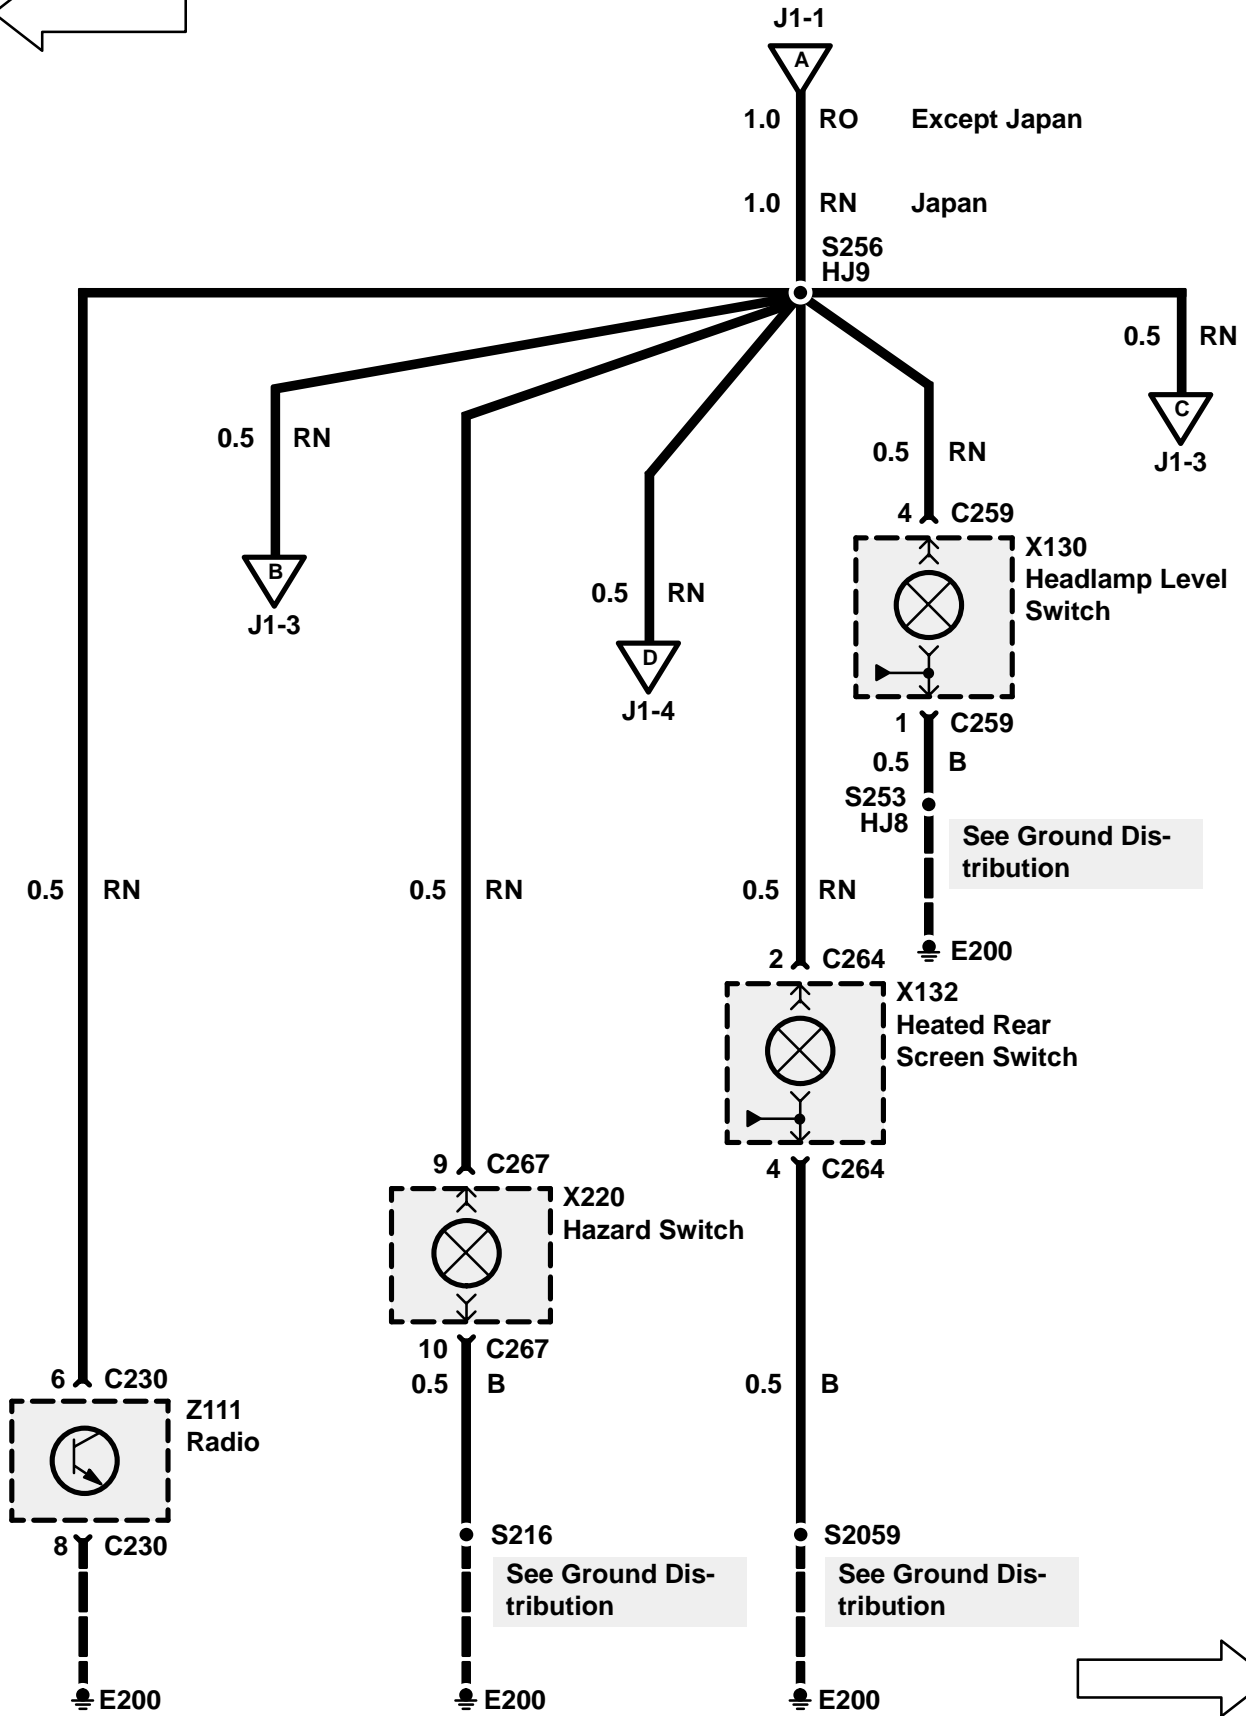 J1-1
A
1.0 RO Except Japan
1.0 RN Japan
S256
HJ9
0.5 RN
C
J1-3
0.5 RN
B
J1-3
0.5 RN
4 C259
X130
Headlamp Level
Switch
0.5 RN
D
J1-4
1 C259
0.5 B
S253
HJ8
See Ground Dis-
tribution
E200
0.5 RN
0.5 RN
0.5 RN
2 C264
X132
Heated Rear
Screen Switch
4 C264
9 C267
X220
Hazard Switch
10 C267
0.5 B
0.5 B
6 C230
Z111
Radio
8 C230
S216
See Ground Dis-
tribution
S2059
See Ground Dis-
tribution
E200
E200
E200